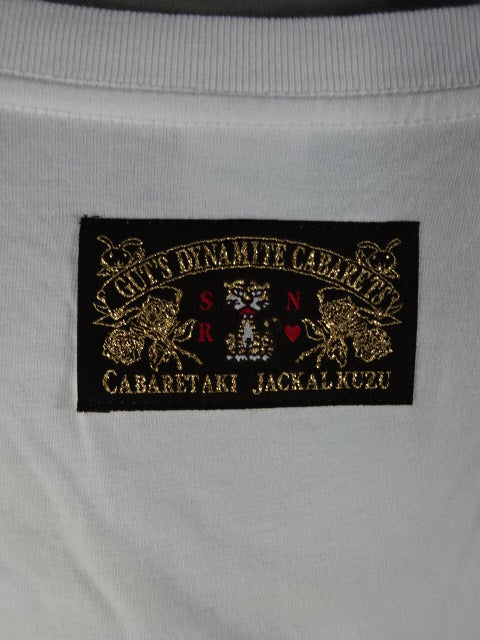 GUT'S DYNAMITE CABARETS
S N
R ♥
CABARETAKI JACKAL KUZU